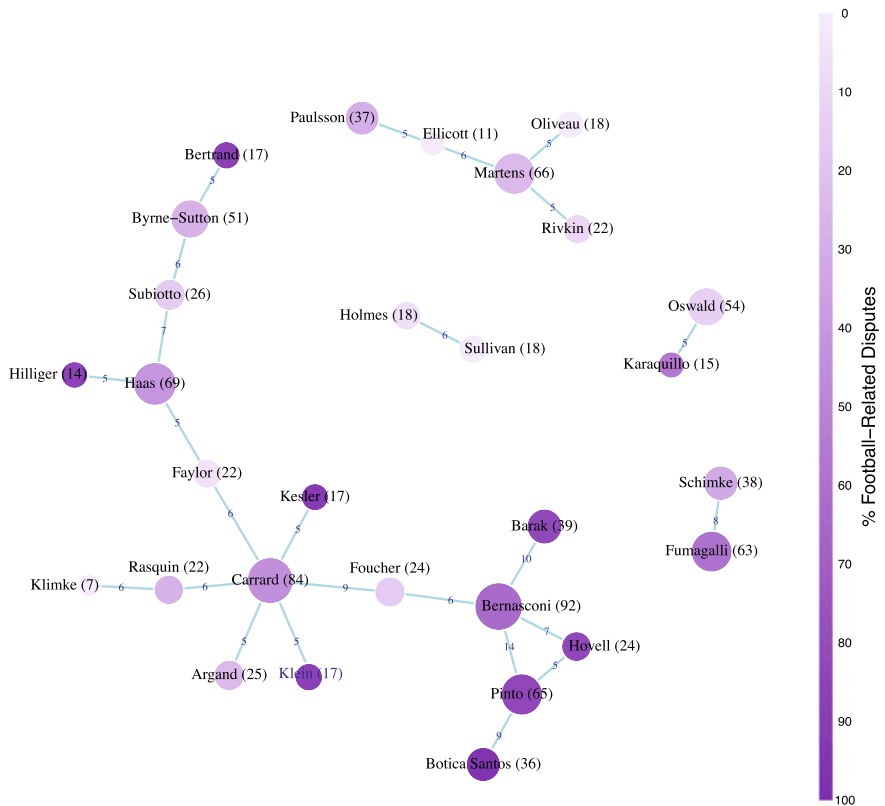 0
Paulsson (37)
Oliveau (18)
5
Ellicott (11)
5
10
Bertrand (17)
6
Martens (66)
20
5
5
Byrne−Sutton (51)
Rivkin (22)
30
6
Subiotto (26)
Oswald (54)
Holmes (18)
40
7
6
5
Sullivan (18)
Karaquillo (15)
Hilliger (14)
5
Haas (69)
50
5
% Football−Related Disputes
Faylor (22)
Schimke (38)
60
Kesler (17)
6
8
5
Barak (39)
Fumagalli (63)
10
70
Rasquin (22)
Foucher (24)
Klimke (7)
6
6
Carrard (84)
9
6
Bernasconi (92)
7
80
5
5
14
Hovell (24)
5
Argand (25)
Klein (17)
Pinto (65)
90
9
Botica Santos (36)
100